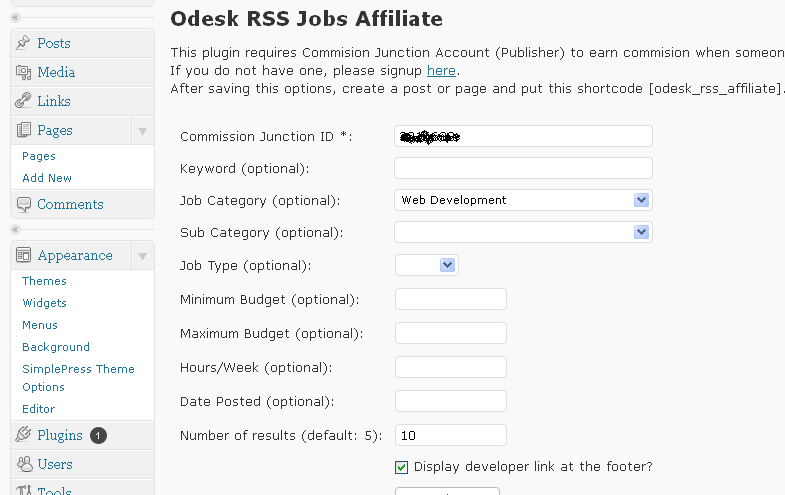 Posts
Media
Links
Pages
Pages
Add New
Comments
Appearance
Themes
Widgets
Menus
Background
SimplePress Theme
Options
Editor
Plugins 1
Users
Tools
Odesk RSS Jobs Affiliate
This plugin requires Commision Junction Account (Publisher) to earn commision when someon
If you do not have one, please signup here.
After saving this options, create a post or page and put this shortcode [odesk_rss_affiliate].
Commission Junction ID *:
Keyword (optional):
Job Category (optional): Web Development
Sub Category (optional):
Job Type (optional):
Minimum Budget (optional):
Maximum Budget (optional):
Hours/Week (optional):
Date Posted (optional):
Number of results (default: 5): 10
Display developer link at the footer?